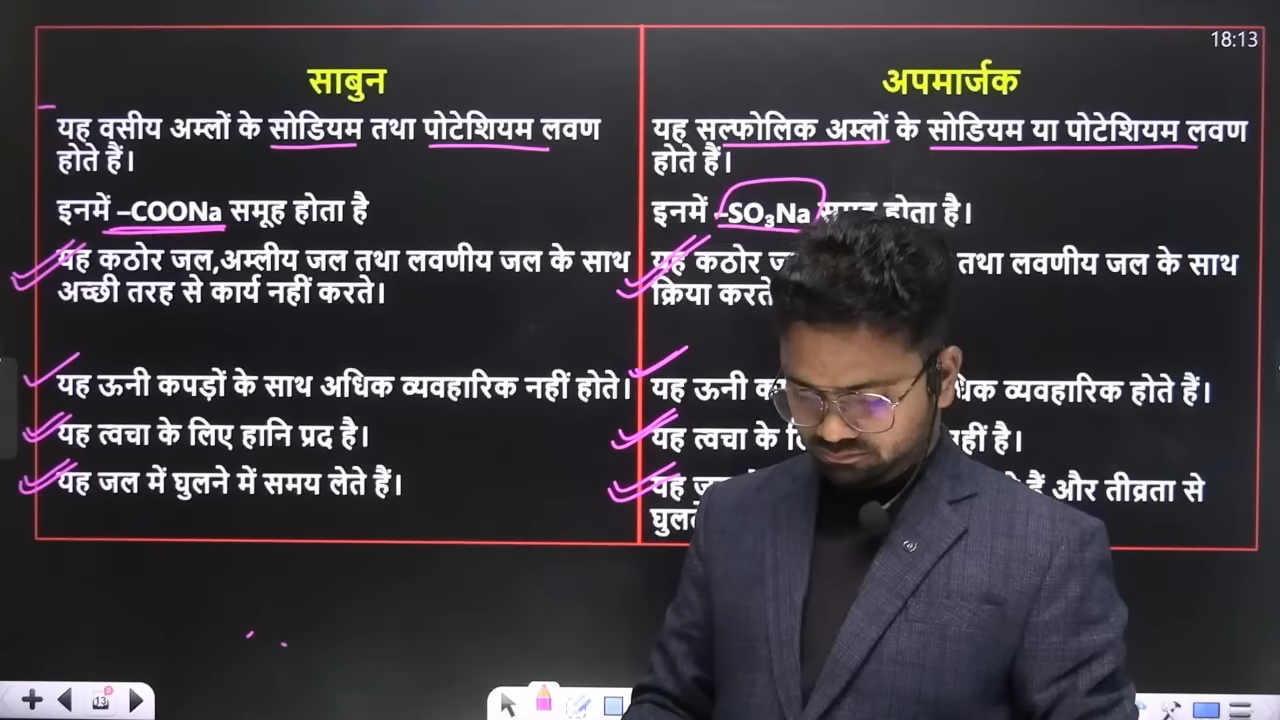 18:13
साबुन
यह वसीय अम्लों के सोडियम तथा पोटेशियम लवण
होते हैं।
इनमें –COONa समूह होता है
यह कठोर जल,अम्लीय जल तथा लवणीय जल के साथ
अच्छी तरह से कार्य नहीं करते।
यह ऊनी कपड़ों के साथ अधिक व्यवहारिक नहीं होते।
यह त्वचा के लिए हानि प्रद है।
यह जल में घुलने में समय लेते हैं।
अपमार्जक
यह सल्फोलिक अम्लों के सोडियम या पोटेशियम लवण
होते हैं।
इनमें –SO₃Na होता है।
यह कठोर तथा लवणीय जल के साथ
क्रिया करते
यह ऊनी व्यवहारिक होते हैं।
यह त्वचा के है।
यह हैं और तीव्रता से
13